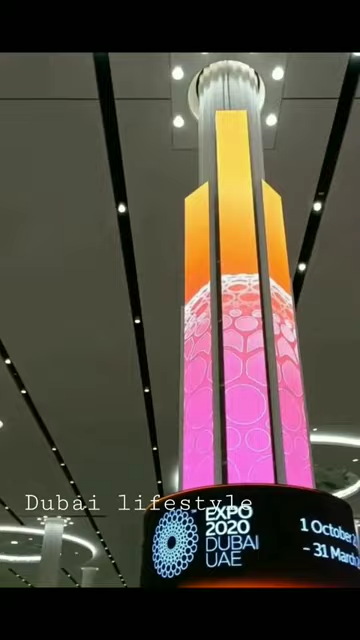 Dubai lifestyle
EXPO
2020
DUBAI
UAE
1 October
- 31 March